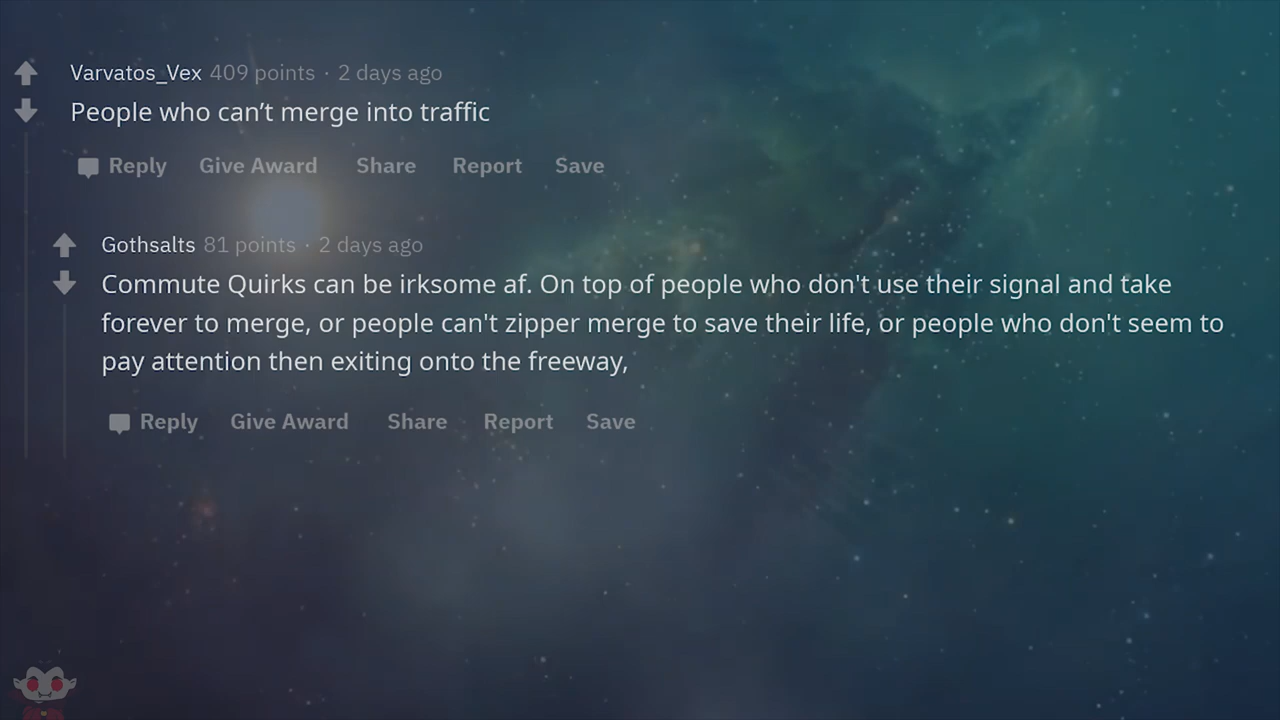 Varvatos_Vex 409 points · 2 days ago
People who can’t merge into traffic
Reply Give Award Share Report Save
Gothsalts 81 points · 2 days ago
Commute Quirks can be irksome af. On top of people who don't use their signal and take
forever to merge, or people can't zipper merge to save their life, or people who don't seem to
pay attention then exiting onto the freeway,
Reply Give Award Share Report Save